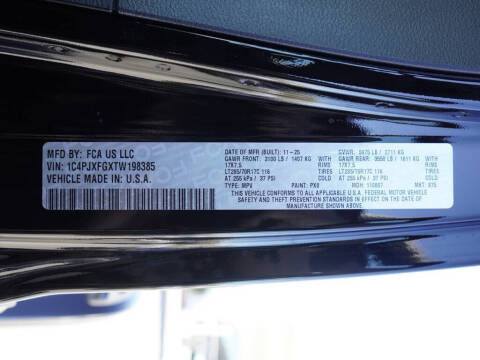 MFD BY: FCA US LLC
VIN: 1C4PJXFGXTW198385
VEHICLE MADE IN: U.S.A.
DATE OF MFR (BUILT): 11-25
GVWR: 5975 LB / 2711 KG
GAWR FRONT: 3100 LB / 1407 KG
GAWR REAR: 3550 LB / 1611 KG
17X7.5
17X7.5
LT285/70R17C 116
TIRES
LT285/70R17C 116
TIRES
AT 255 kPa / 37 PSI
COLD
AT 255 kPa / 37 PSI
COLD
TYPE: MPV
PAINT: PX8
MDH:
MKT:
THIS VEHICLE CONFORMS TO ALL APPLICABLE U.S.A. FEDERAL MOTOR VEHICLE
SAFETY AND THEFT PREVENTION STANDARDS IN EFFECT ON THE DATE OF
MANUFACTURE SHOWN ABOVE.